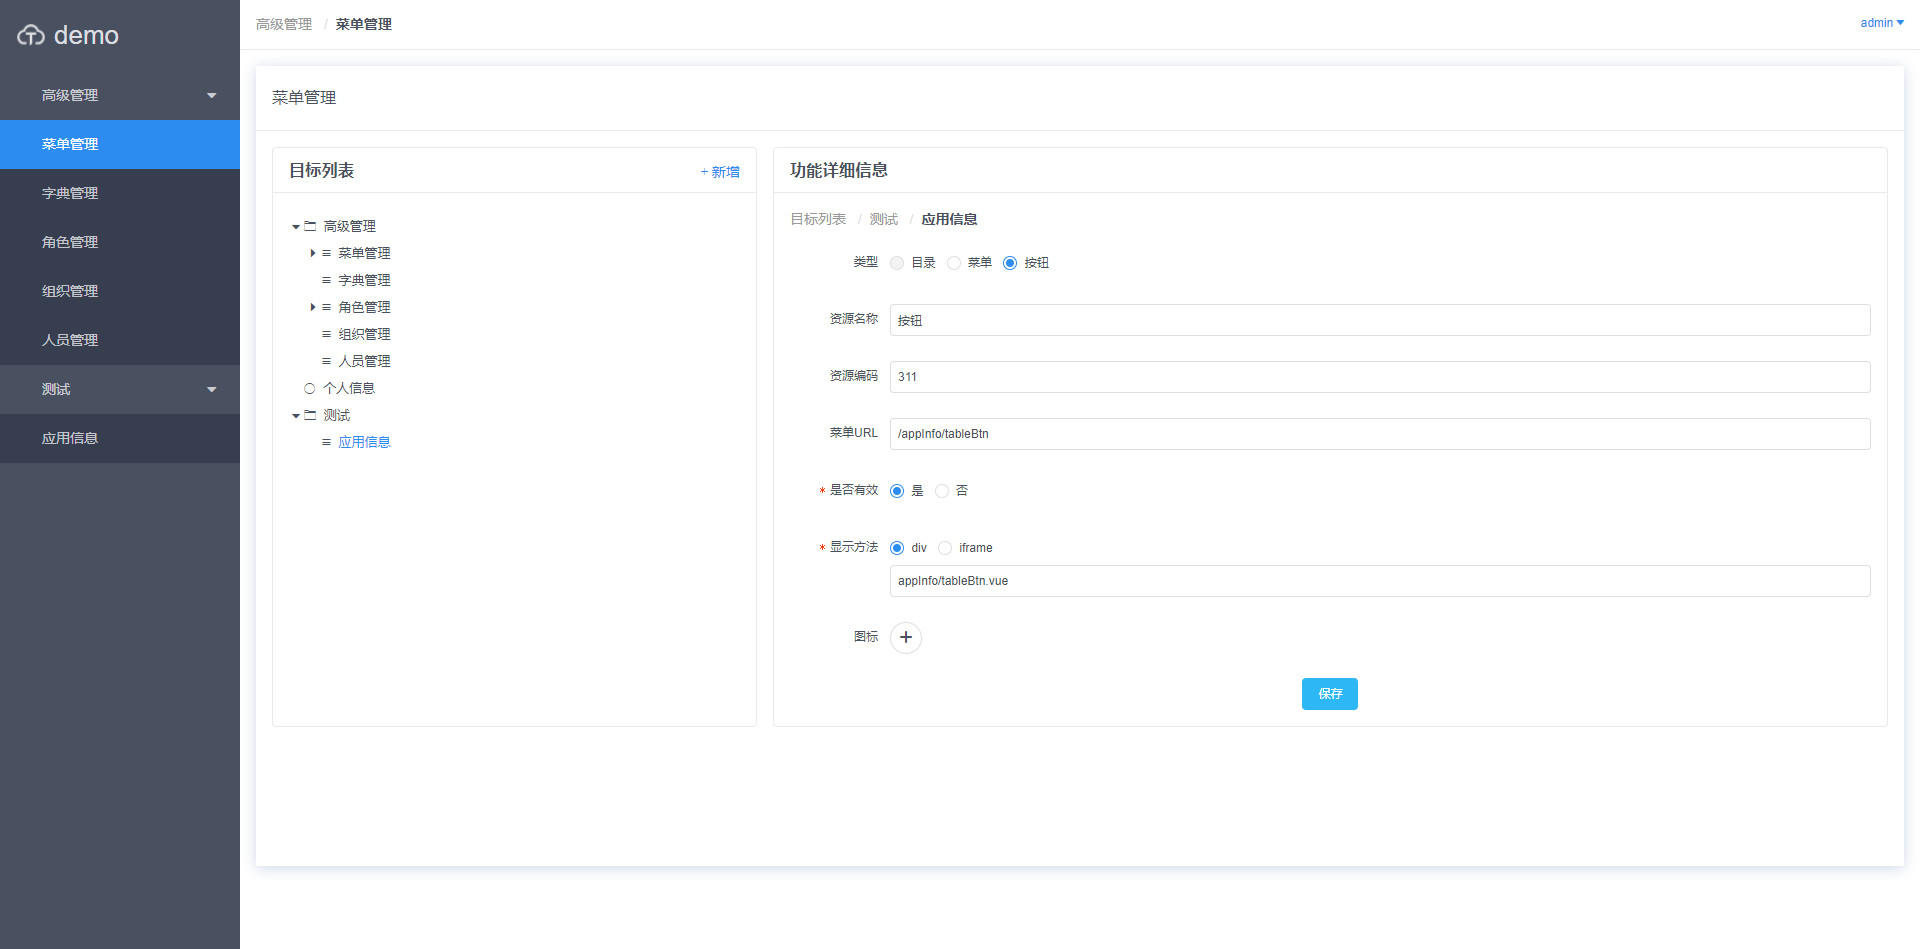 demo
高级管理
菜单管理
字典管理
角色管理
组织管理
人员管理
测试
应用信息
高级管理 / 菜单管理
admin
菜单管理
目标列表
+ 新增
高级管理
菜单管理
字典管理
角色管理
组织管理
人员管理
个人信息
测试
应用信息
功能详细信息
目标列表 / 测试 / 应用信息
类型 目录 菜单 按钮
资源名称 按钮
资源编码 311
菜单URL /appInfo/tableBtn
* 是否有效 是 否
* 显示方法 div iframe
appInfo/tableBtn.vue
图标 +
保存